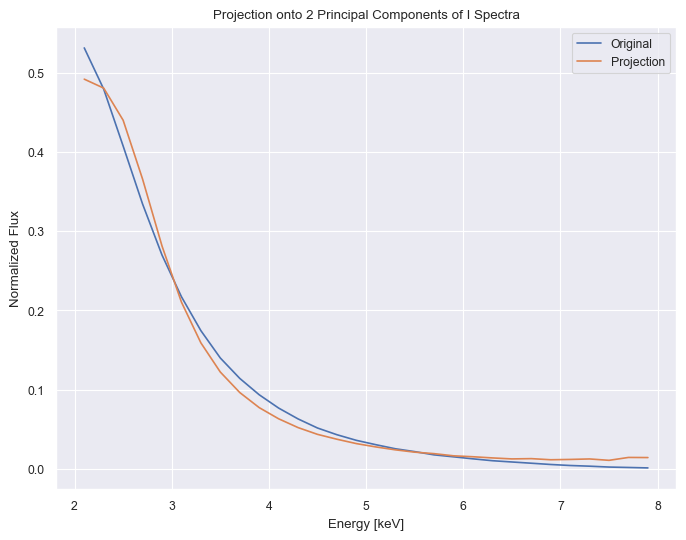 Projection onto 2 Principal Components of I Spectra
Original
Projection
0.5
0.4
0.3
0.2
0.1
0.0
Normalized Flux
2 3 4 5 6 7 8
Energy [keV]